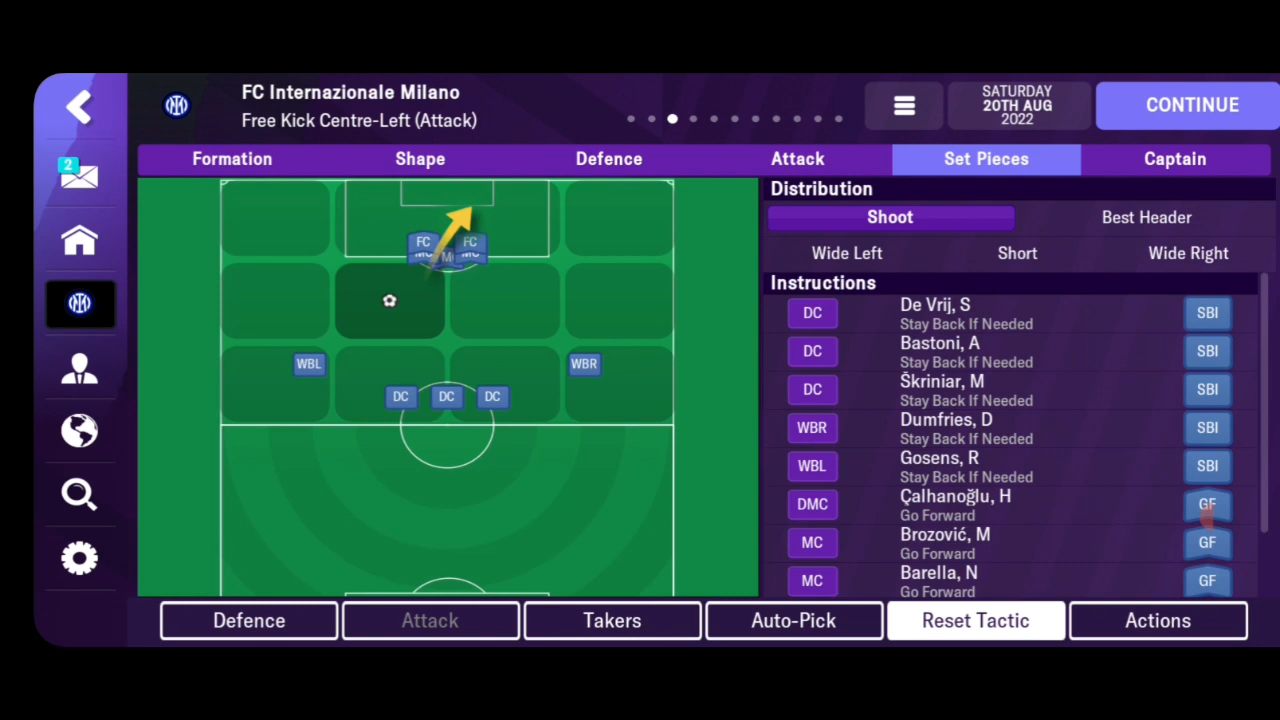 FC Internazionale Milano
Free Kick Centre-Left (Attack)
SATURDAY
20TH AUG
2022
CONTINUE
2
Formation
Shape
Defence
Attack
Set Pieces
Captain
Distribution
Shoot
Best Header
Wide Left
Short
Wide Right
Instructions
FC
FC
MC
MC
MC
WBL
WBR
DC
DC
DC
DC
De Vrij, S
Stay Back If Needed
SBI
DC
Bastoni, A
Stay Back If Needed
SBI
DC
Škriniar, M
Stay Back If Needed
SBI
WBR
Dumfries, D
Stay Back If Needed
SBI
WBL
Gosens, R
Stay Back If Needed
SBI
DMC
Çalhanoğlu, H
Go Forward
GF
MC
Brozović, M
Go Forward
GF
MC
Barella, N
Go Forward
GF
Defence
Attack
Takers
Auto-Pick
Reset Tactic
Actions